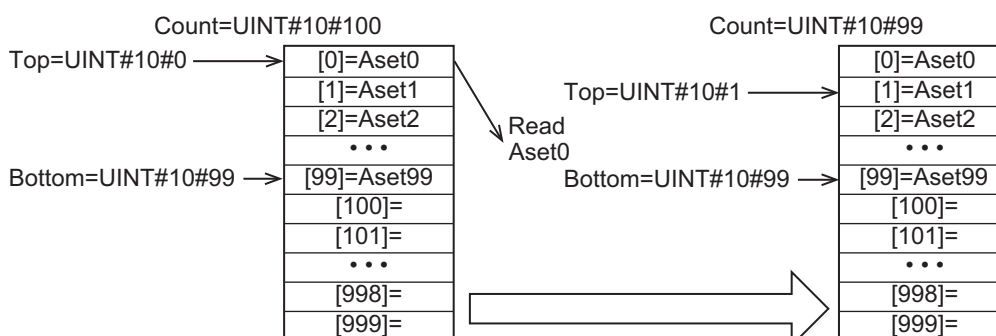 Count=UINT#10#100
Top=UINT#10#0
[0]=Aset0
[1]=Aset1
[2]=Aset2
•••
Bottom=UINT#10#99
[99]=Aset99
[100]=
[101]=
•••
[998]=
[999]=
Read
Aset0
Count=UINT#10#99
[0]=Aset0
Top=UINT#10#1
[1]=Aset1
[2]=Aset2
•••
Bottom=UINT#10#99
[99]=Aset99
[100]=
[101]=
•••
[998]=
[999]=